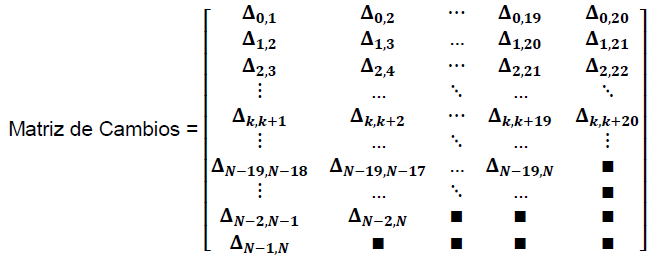 Δ0,1 Δ0,2 ⋯ Δ0,19 Δ0,20
Δ1,2 Δ1,3 … Δ1,20 Δ1,21
Δ2,3 Δ2,4 ⋯ Δ2,21 Δ2,22
⋮ … ⋱ … ⋱
Matriz de Cambios = Δk,k+1 Δk,k+2 ⋯ Δk,k+19 Δk,k+20
⋮ … ⋱ … ⋮
ΔN−19,N−18 ΔN−19,N−17 … ΔN−19,N ■
⋮ … ⋱ … ■
ΔN−2,N−1 ΔN−2,N ■ ■ ■
ΔN−1,N ■ ■ ■ ■